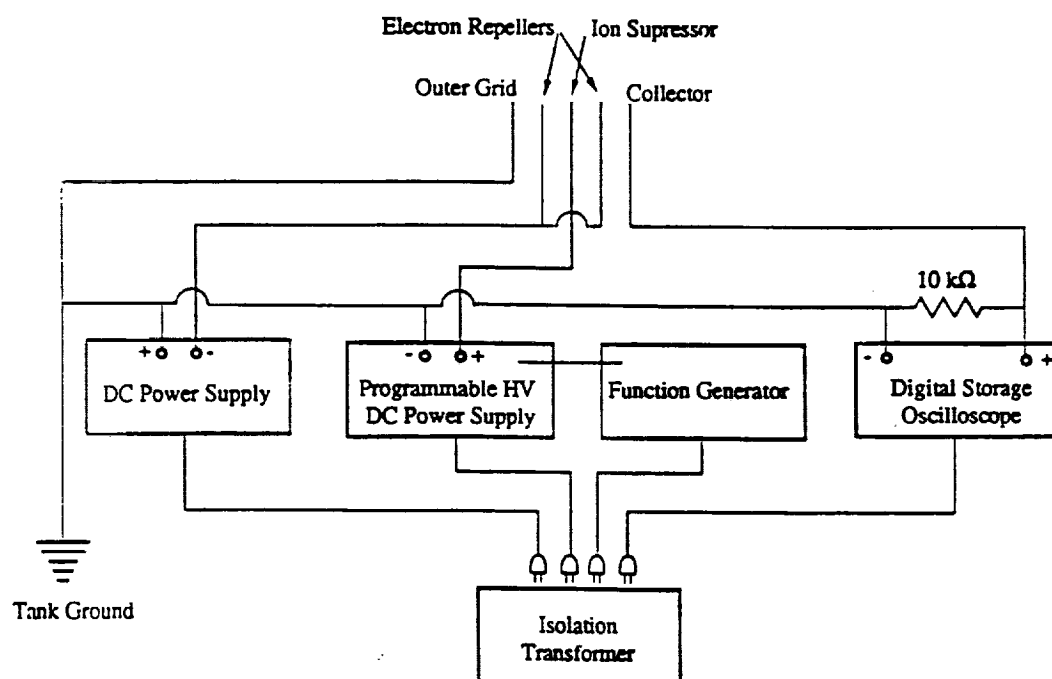 Electron Repellers
Ion Supressor
Outer Grid
Collector
10 kΩ
+ -
- +
-
+
DC Power Supply
Programmable HV
DC Power Supply
Function Generator
Digital Storage
Oscilloscope
Tank Ground
Isolation
Transformer